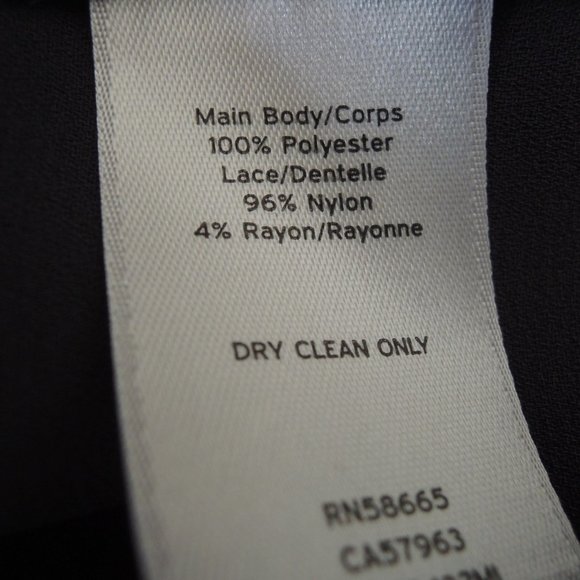 Main Body/Corps
100% Polyester
Lace/Dentelle
96% Nylon
4% Rayon/Rayonne
DRY CLEAN ONLY
RN58665
CA57963